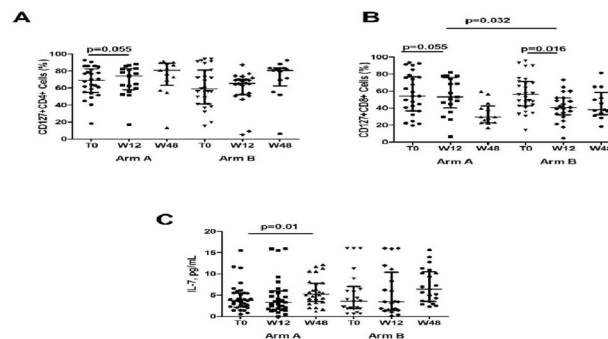 A
p=0.055
CD127+CD4+ Cells (%)
100
80
60
40
20
0
T0 W12 W48 T0 W12 W48
Arm A Arm B
B
p=0.032
p=0.055 p=0.016
CD127+CD8+ Cells (%)
100
80
60
40
20
0
T0 W12 W48 T0 W12 W48
Arm A Arm B
C
p=0.01
IL-7, pg/mL
20
15
10
5
0
T0 W12 W48 T0 W12 W48
Arm A Arm B